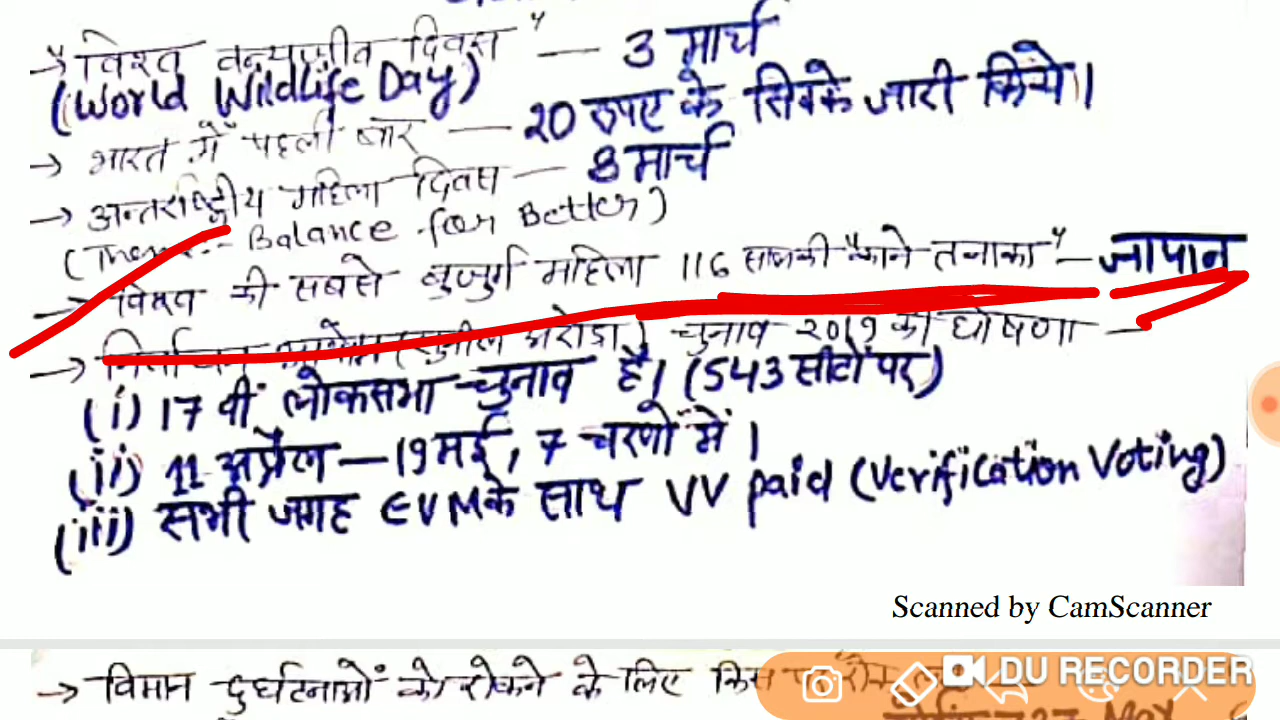 → "विश्व वन्यजीव दिवस" — 3 मार्च
(World Wildlife Day)
→ भारत में पहली बार — 20 रुपए के सिक्के जारी किये।
→ अन्तर्राष्ट्रीय महिला दिवस — 8 मार्च
(Theme:- Balance for Better)
→ विश्व की सबसे बुजुर्ग महिला 116 साल की "काने तनाका" — जापान
→ निर्वाचन आयोग (सुनील अरोडा) चुनाव 2019 की घोषणा —
(i) 17 वीं लोकसभा चुनाव है। (543 सीटों पर)
(ii) 11 अप्रैल — 19 मई, 7 चरणों में।
(iii) सभी जगह EVM के साथ VV paid (Verification Voting)
Scanned by CamScanner
→ विमान दुर्घटनाओं को रोकने के लिए किस
DU RECORDER